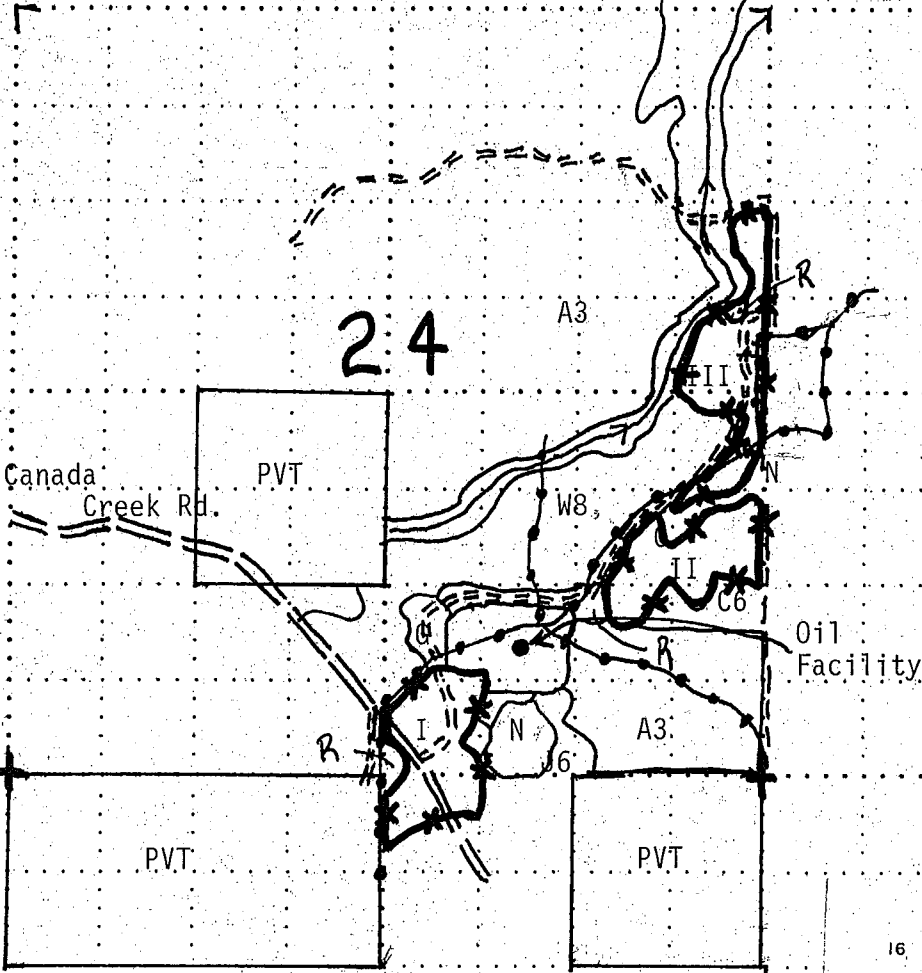 R
A3
24
III
Canada
Creek Rd.
PVT
N
W8
II
C6
Oil
Facility
R
I
N
A3
R
J6
PVT
PVT
16